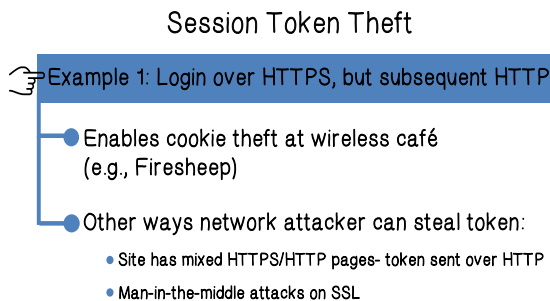 Session Token Theft
Example 1: Login over HTTPS, but subsequent HTTP
Enables cookie theft at wireless café
(e.g., Firesheep)
Other ways network attacker can steal token:
Site has mixed HTTPS/HTTP pages- token sent over HTTP
Man-in-the-middle attacks on SSL